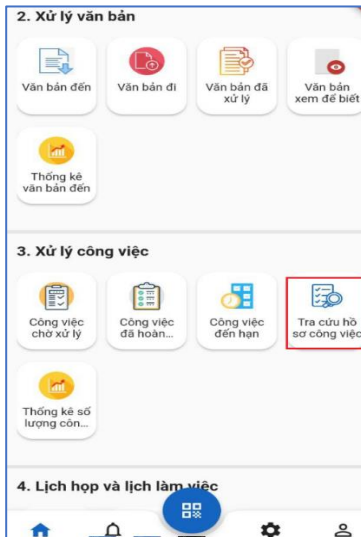 2. Xử lý văn bản
Văn bản đến
Văn bản đi
Văn bản đã
xử lý
Văn bản
xem để biết
Thống kê
văn bản đến
3. Xử lý công việc
Công việc
chờ xử lý
Công việc
đã hoàn...
Công việc
đến hạn
Tra cứu hồ
sơ công việc
Thống kê số
lượng côn...
4. Lịch họp và lịch làm việc